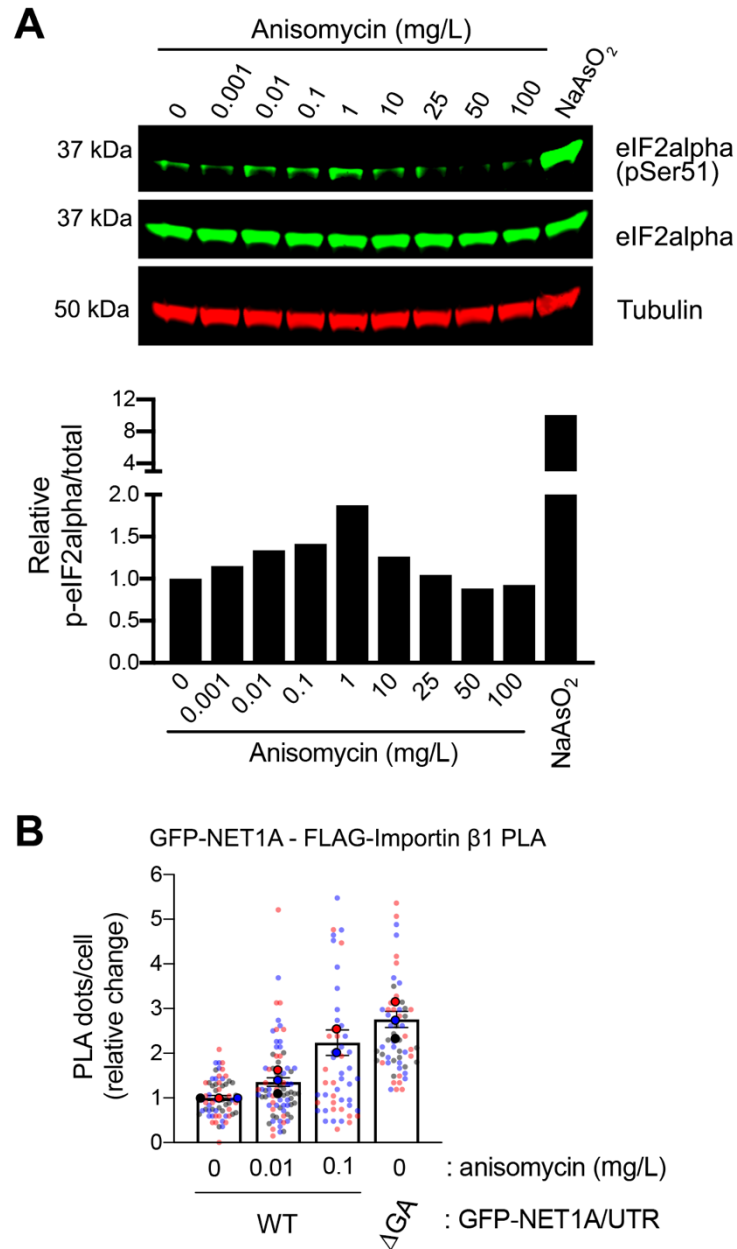 A
Anisomycin (mg/L)
0 0.001 0.01 0.1 1 10 25 50 100 NaAsO₂
37 kDa
eIF2alpha
(pSer51)
37 kDa
eIF2alpha
50 kDa
Tubulin
Relative
p-eIF2alpha/total
12
8
4
2.0
1.5
1.0
0.5
0.0
0 0.001 0.01 0.1 1 10 25 50 100 NaAsO₂
Anisomycin (mg/L)
B
GFP-NET1A - FLAG-Importin β1 PLA
PLA dots/cell
(relative change)
6
5
4
3
2
1
0
0 0.01 0.1 0 : anisomycin (mg/L)
WT ΔGA : GFP-NET1A/UTR